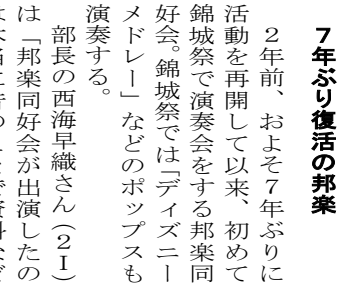 ７年ぶり復活の邦楽
２年前、およそ７年ぶりに
活動を再開して以来、初めて
錦城祭で演奏会をする邦楽同
好会。錦城祭では「ディズニー
メドレー」などのポップスも
演奏する。
部長の西海早織さん（２Ｉ）
は「邦楽同好会が出演したの